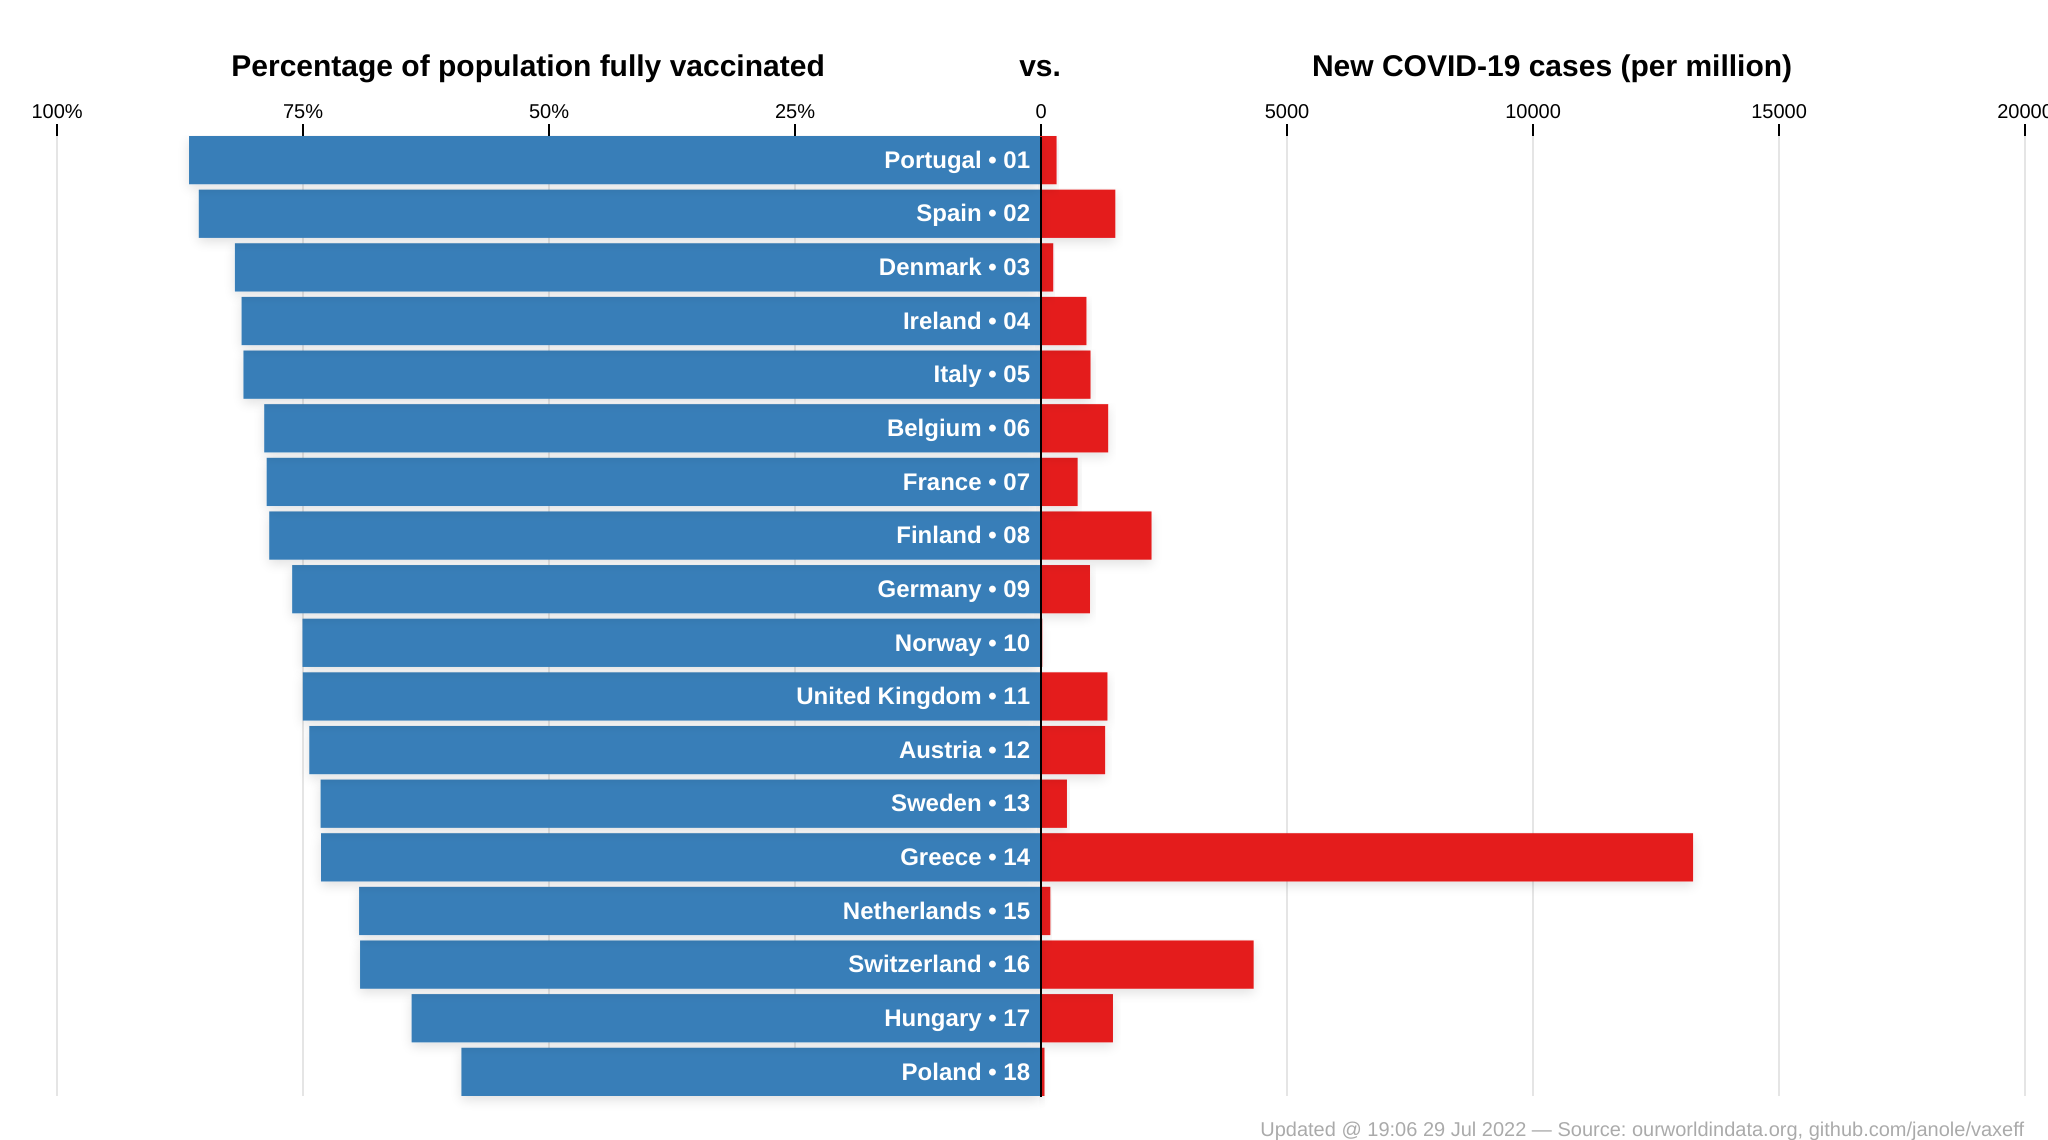 Percentage of population fully vaccinated vs. New COVID-19 cases (per million)
100% 75% 50% 25% 0 5000 10000 15000 20000
Portugal • 01
Spain • 02
Denmark • 03
Ireland • 04
Italy • 05
Belgium • 06
France • 07
Finland • 08
Germany • 09
Norway • 10
United Kingdom • 11
Austria • 12
Sweden • 13
Greece • 14
Netherlands • 15
Switzerland • 16
Hungary • 17
Poland • 18
Updated @ 19:06 29 Jul 2022 — Source: ourworldindata.org, github.com/janole/vaxeff